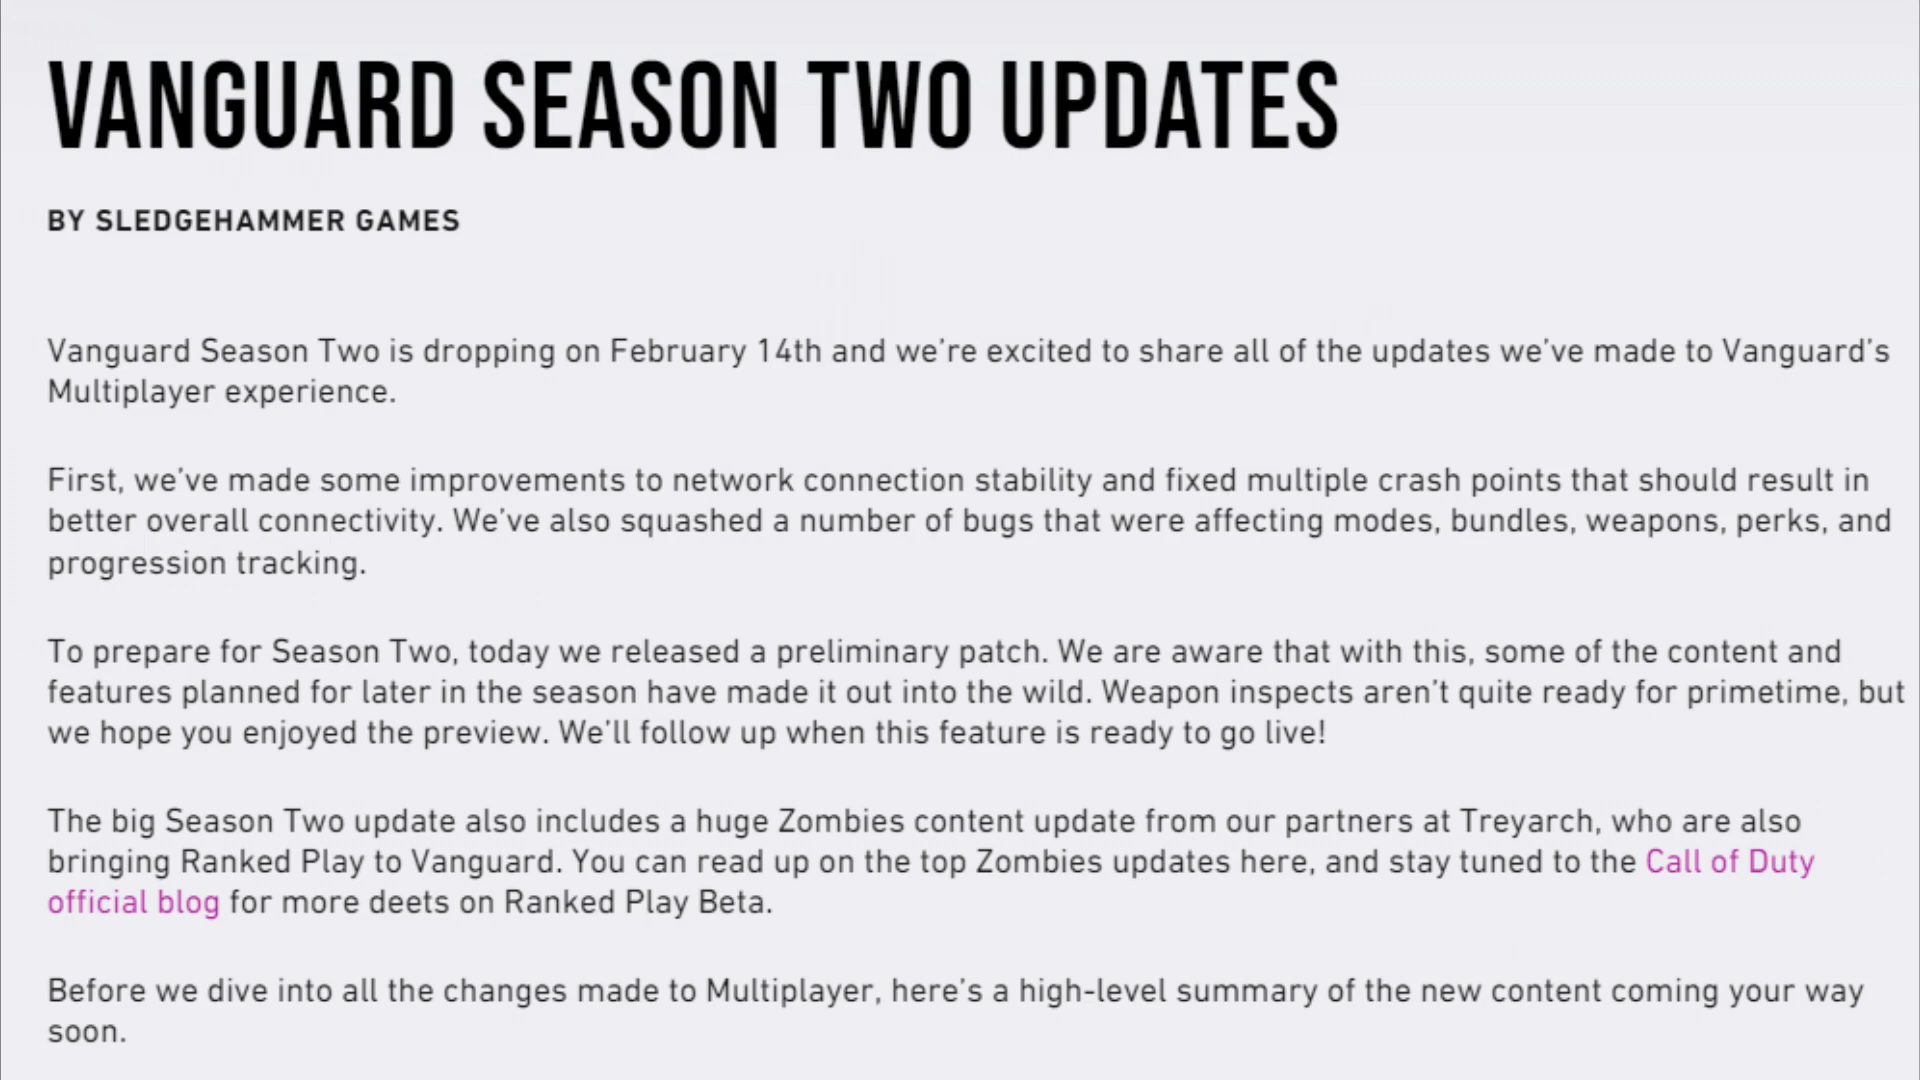 VANGUARD SEASON TWO UPDATES
BY SLEDGEHAMMER GAMES
Vanguard Season Two is dropping on February 14th and we’re excited to share all of the updates we’ve made to Vanguard’s
Multiplayer experience.
First, we’ve made some improvements to network connection stability and fixed multiple crash points that should result in
better overall connectivity. We’ve also squashed a number of bugs that were affecting modes, bundles, weapons, perks, and
progression tracking.
To prepare for Season Two, today we released a preliminary patch. We are aware that with this, some of the content and
features planned for later in the season have made it out into the wild. Weapon inspects aren’t quite ready for primetime, but
we hope you enjoyed the preview. We’ll follow up when this feature is ready to go live!
The big Season Two update also includes a huge Zombies content update from our partners at Treyarch, who are also
bringing Ranked Play to Vanguard. You can read up on the top Zombies updates here, and stay tuned to the Call of Duty
official blog for more deets on Ranked Play Beta.
Before we dive into all the changes made to Multiplayer, here’s a high-level summary of the new content coming your way
soon.